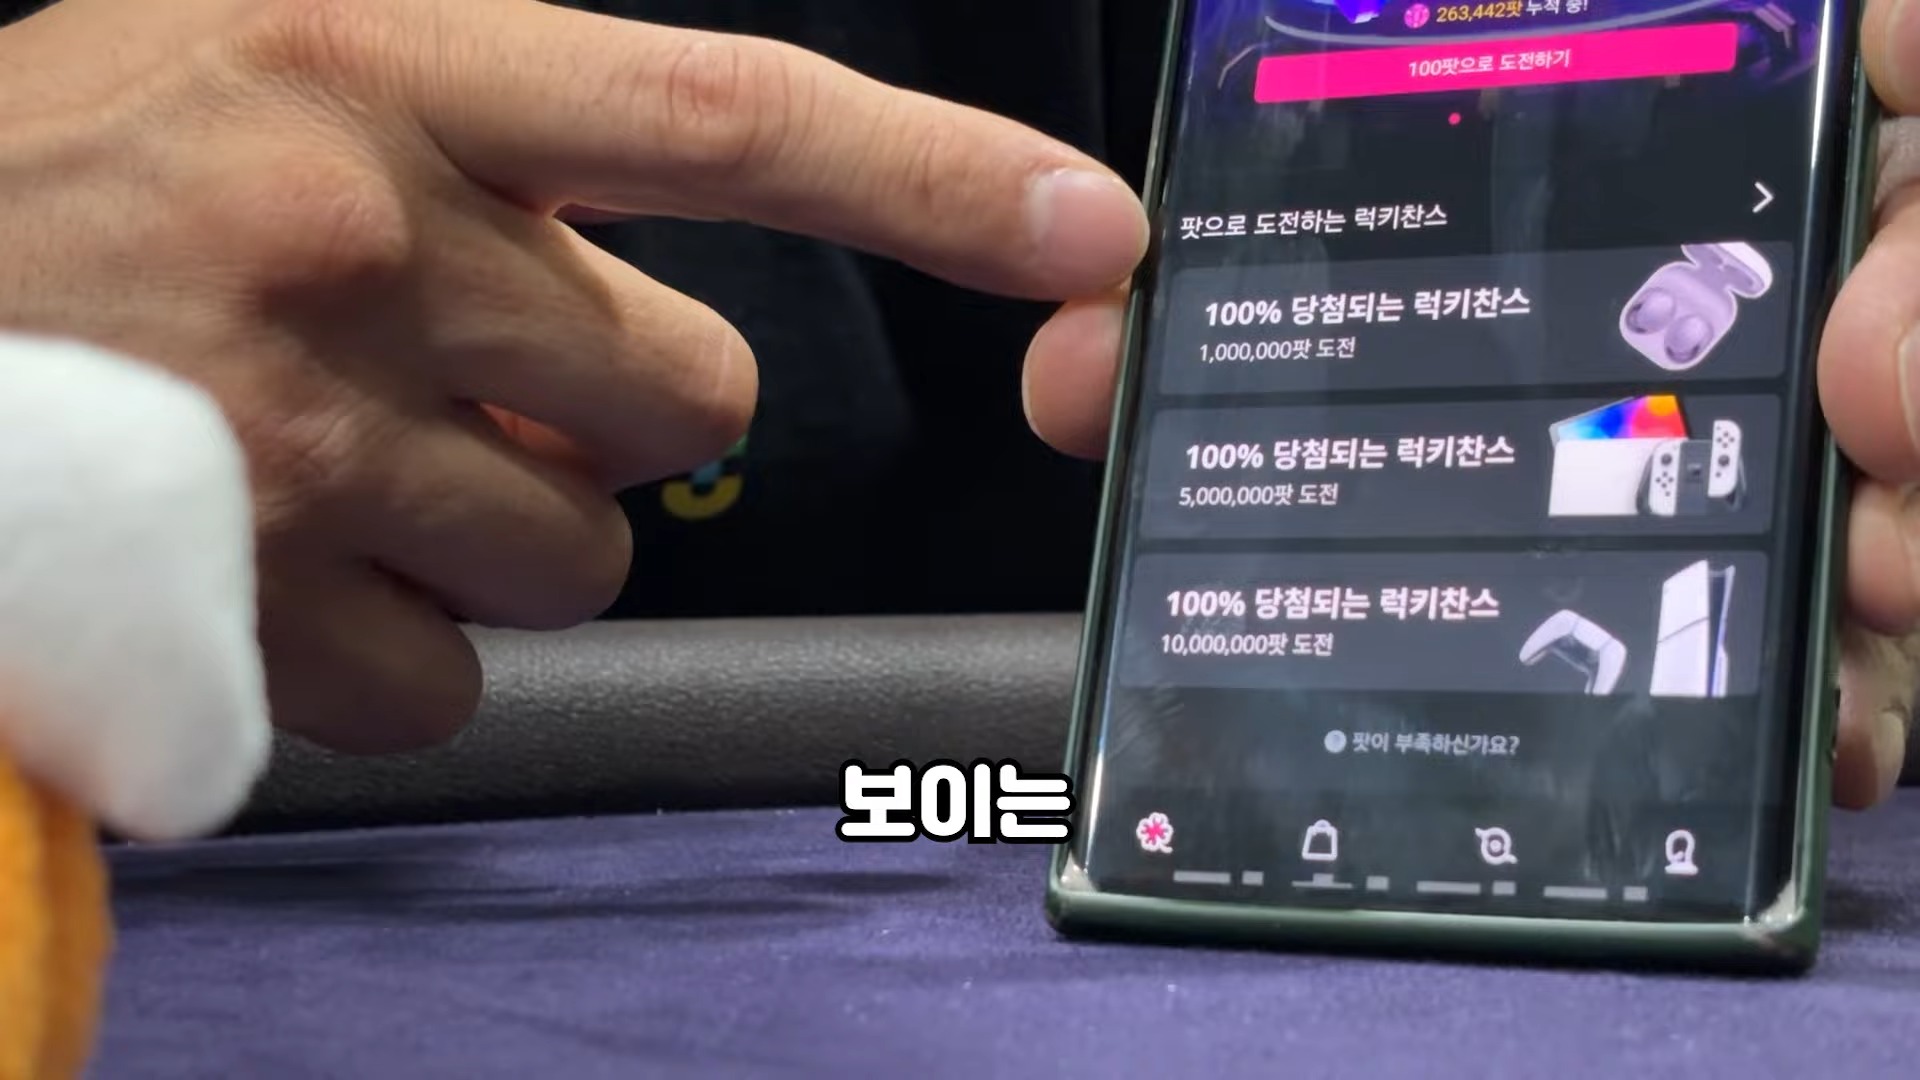 263,442팟 누적 중!
100팟으로 도전하기
팟으로 도전하는 럭키찬스
100% 당첨되는 럭키찬스
1,000,000팟 도전
100% 당첨되는 럭키찬스
5,000,000팟 도전
100% 당첨되는 럭키찬스
10,000,000팟 도전
팟이 부족하신가요?
보이는